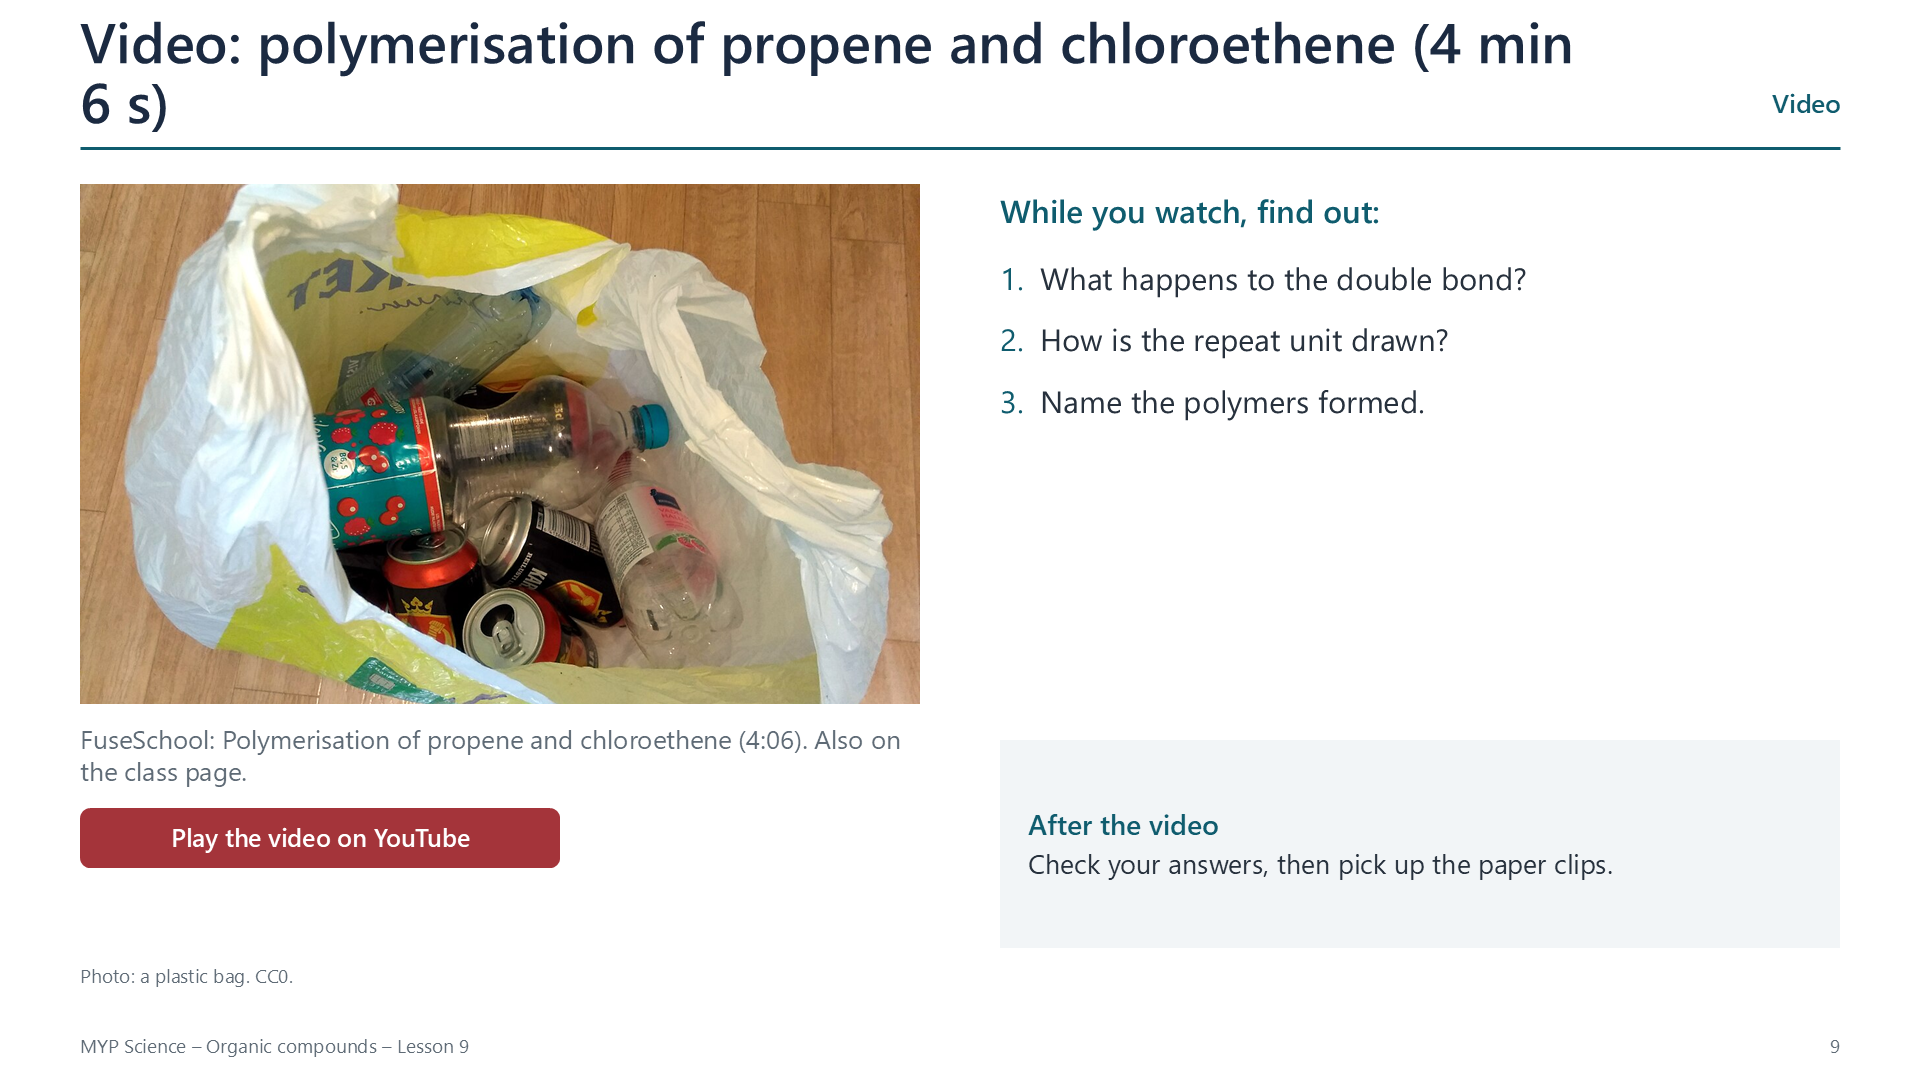 Video: polymerisation of propene and chloroethene (4 min
6 s)
Video
While you watch, find out:
1. What happens to the double bond?
2. How is the repeat unit drawn?
3. Name the polymers formed.
FuseSchool: Polymerisation of propene and chloroethene (4:06). Also on
the class page.
Play the video on YouTube
After the video
Check your answers, then pick up the paper clips.
Photo: a plastic bag. CC0.
MYP Science – Organic compounds – Lesson 9
9